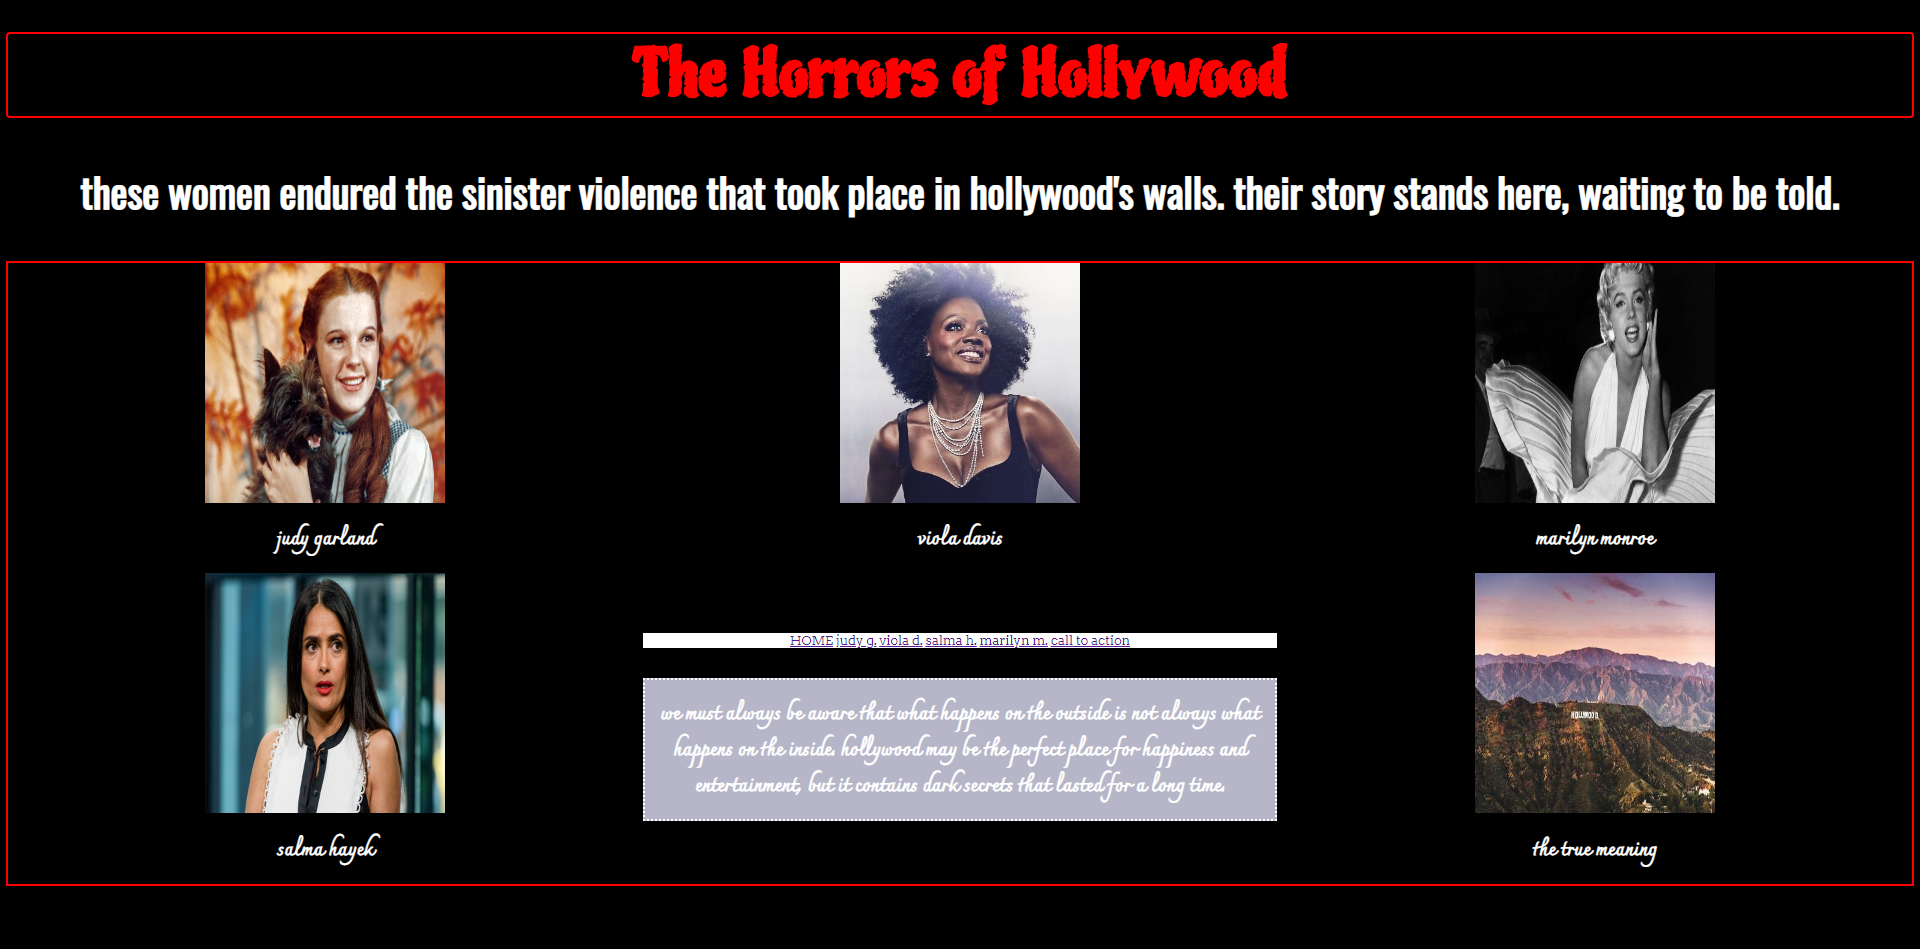 The Horrors of Hollywood
these women endured the sinister violence that took place in hollywood's walls. their story stands here, waiting to be told.
judy garland
viola davis
marilyn monroe
HOME judy g. viola d. salma h. marilyn m. call to action
we must always be aware that what happens on the outside is not always what
happens on the inside. hollywood may be the perfect place for happiness and
entertainment, but it contains dark secrets that lasted for a long time.
HOLLYWOOD
salma hayek
the true meaning